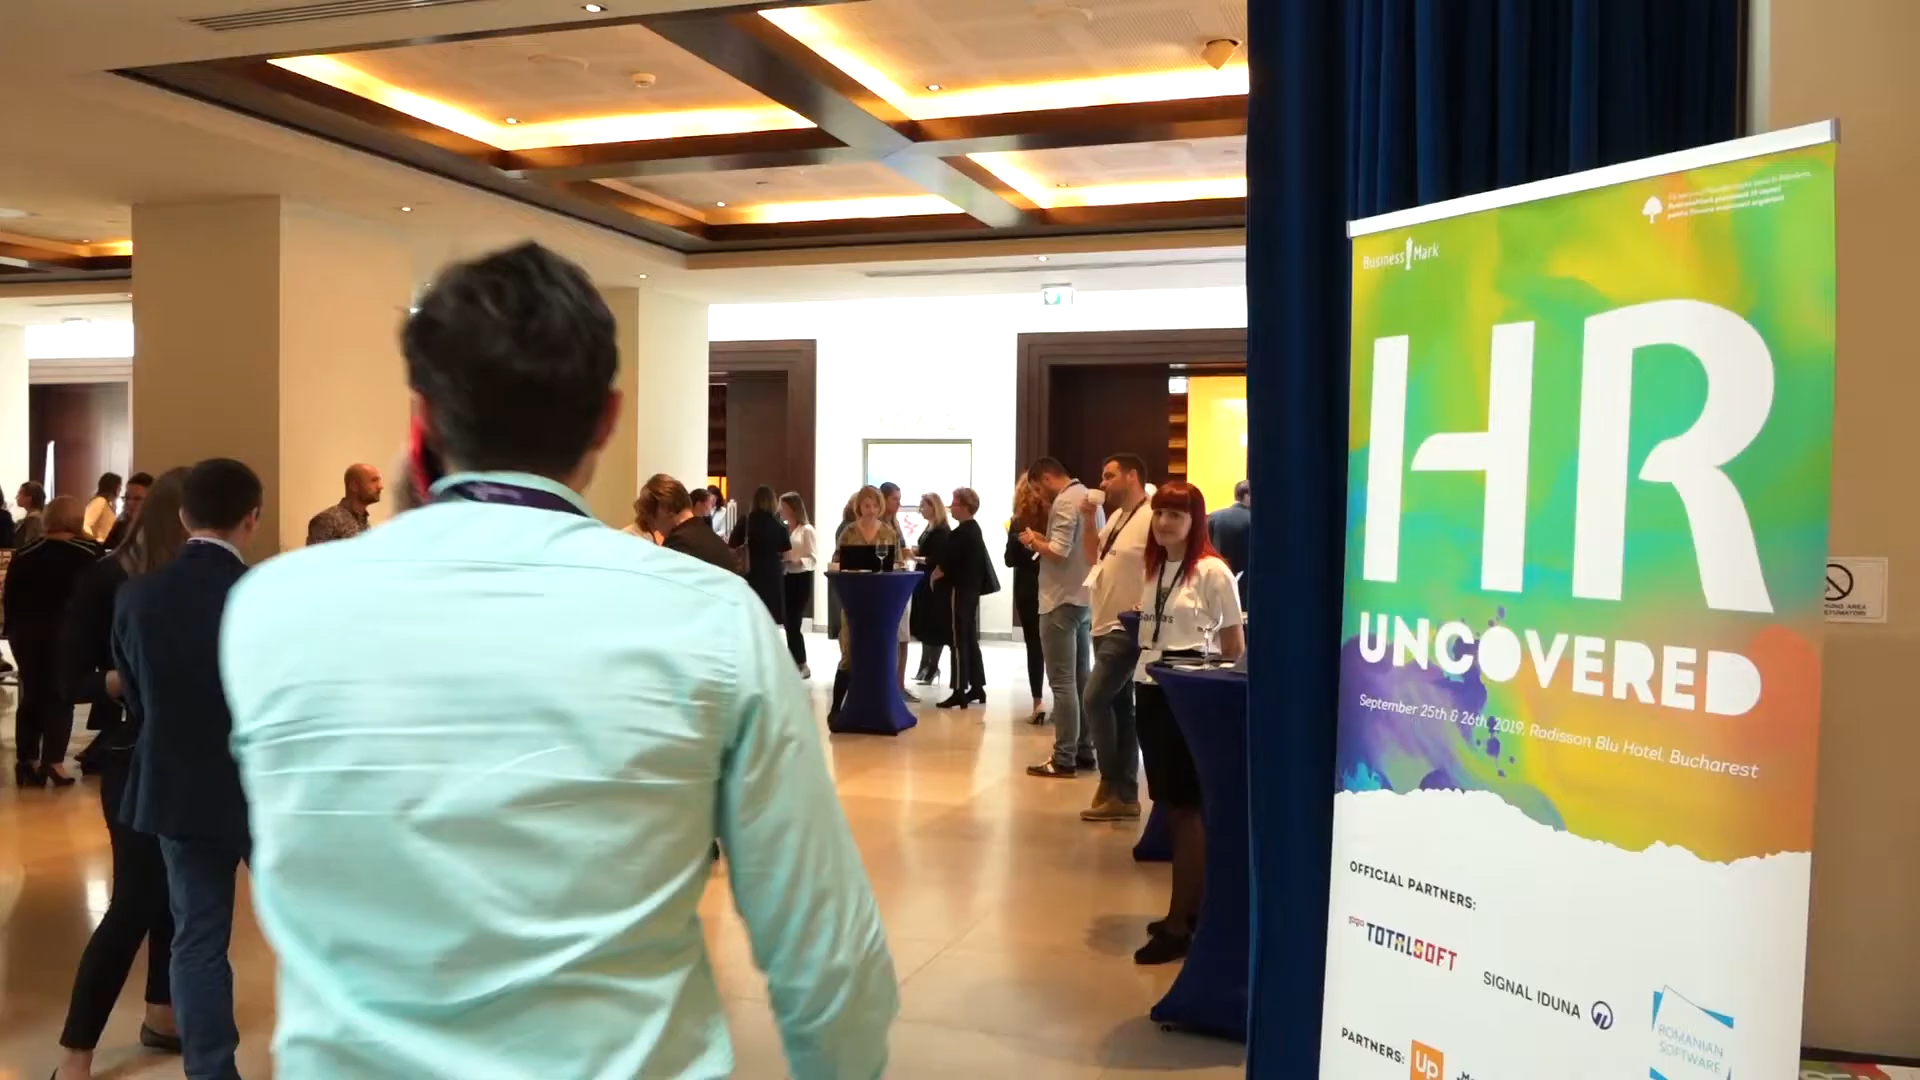 Business Mark
HR
UNCOVERED
September 25th & 26th, 2019, Radisson Blu Hotel, Bucharest
OFFICIAL PARTNERS:
TOTALSOFT
SIGNAL IDUNA
ROMANIAN
SOFTWARE
PARTNERS:
Up